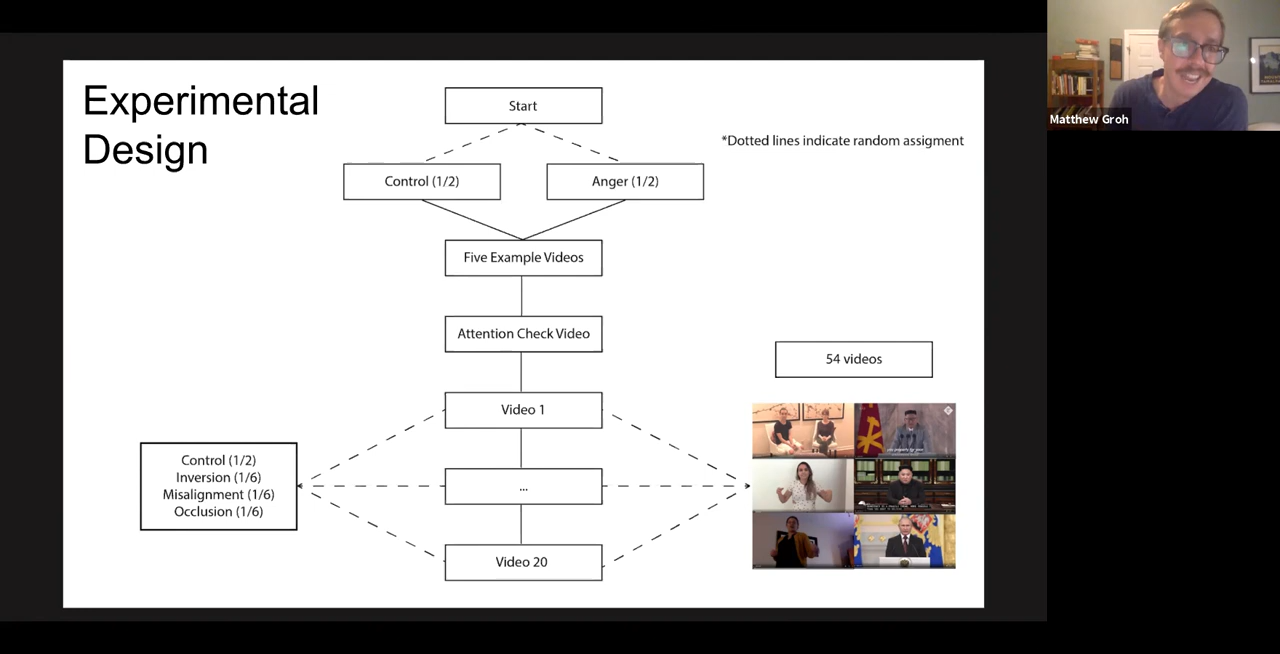 Experimental
Design
Start
*Dotted lines indicate random assigment
Control (1/2)
Anger (1/2)
Five Example Videos
Attention Check Video
54 videos
Video 1
Control (1/2)
Inversion (1/6)
Misalignment (1/6)
Occlusion (1/6)
...
Video 20
Matthew Groh